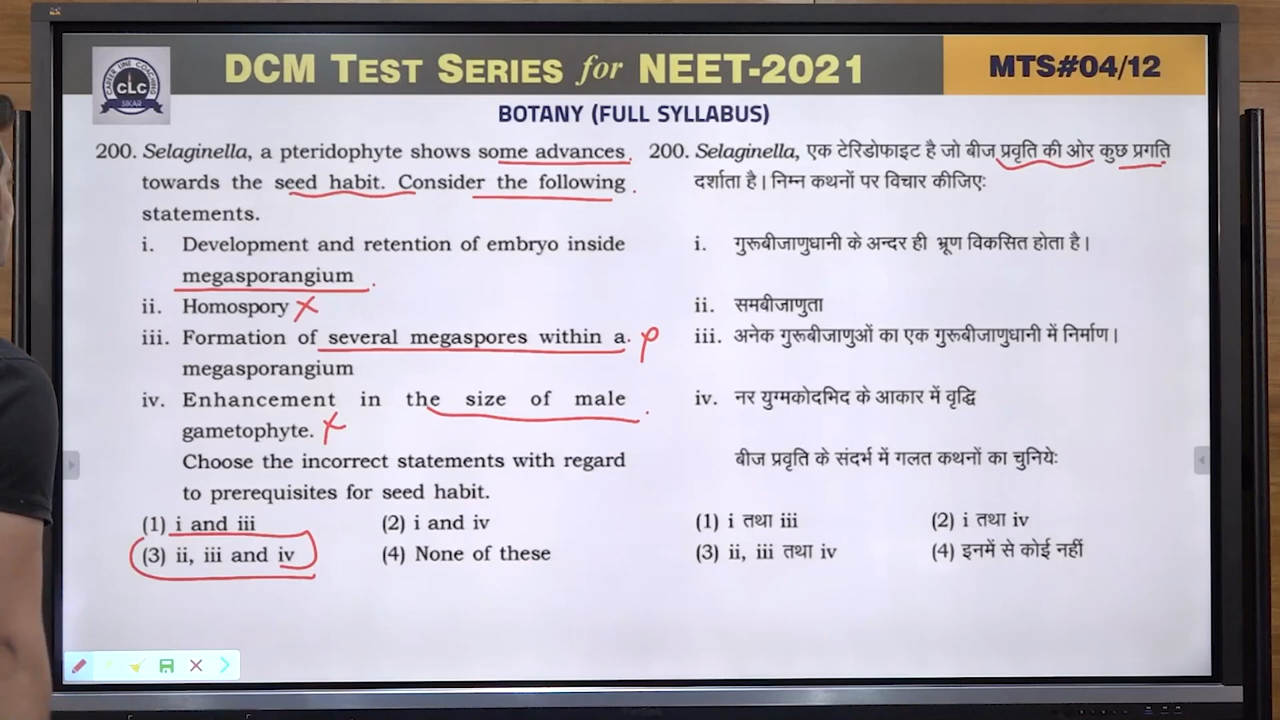 DCM TEST SERIES for NEET-2021
MTS#04/12
CAREER LINE COACHING
CLC
SIKAR
BOTANY (FULL SYLLABUS)
200. Selaginella, a pteridophyte shows some advances
towards the seed habit. Consider the following
statements.
i. Development and retention of embryo inside
megasporangium
ii. Homospory
iii. Formation of several megaspores within a
megasporangium
iv. Enhancement in the size of male
gametophyte.
Choose the incorrect statements with regard
to prerequisites for seed habit.
(1) i and iii (2) i and iv
(3) ii, iii and iv (4) None of these
200. Selaginella, एक टेरिडोफाइट है जो बीज प्रवृति की ओर कुछ प्रगति
दर्शाता है। निम्न कथनों पर विचार कीजिएः
i. गुरूबीजाणुधानी के अन्दर ही भ्रूण विकसित होता है।
ii. समबीजाणुता
iii. अनेक गुरूबीजाणुओं का एक गुरूबीजाणुधानी में निर्माण।
iv. नर युग्मकोदभिद के आकार में वृद्धि
बीज प्रवृति के संदर्भ में गलत कथनों का चुनियेः
(1) i तथा iii (2) i तथा iv
(3) ii, iii तथा iv (4) इनमें से कोई नहीं